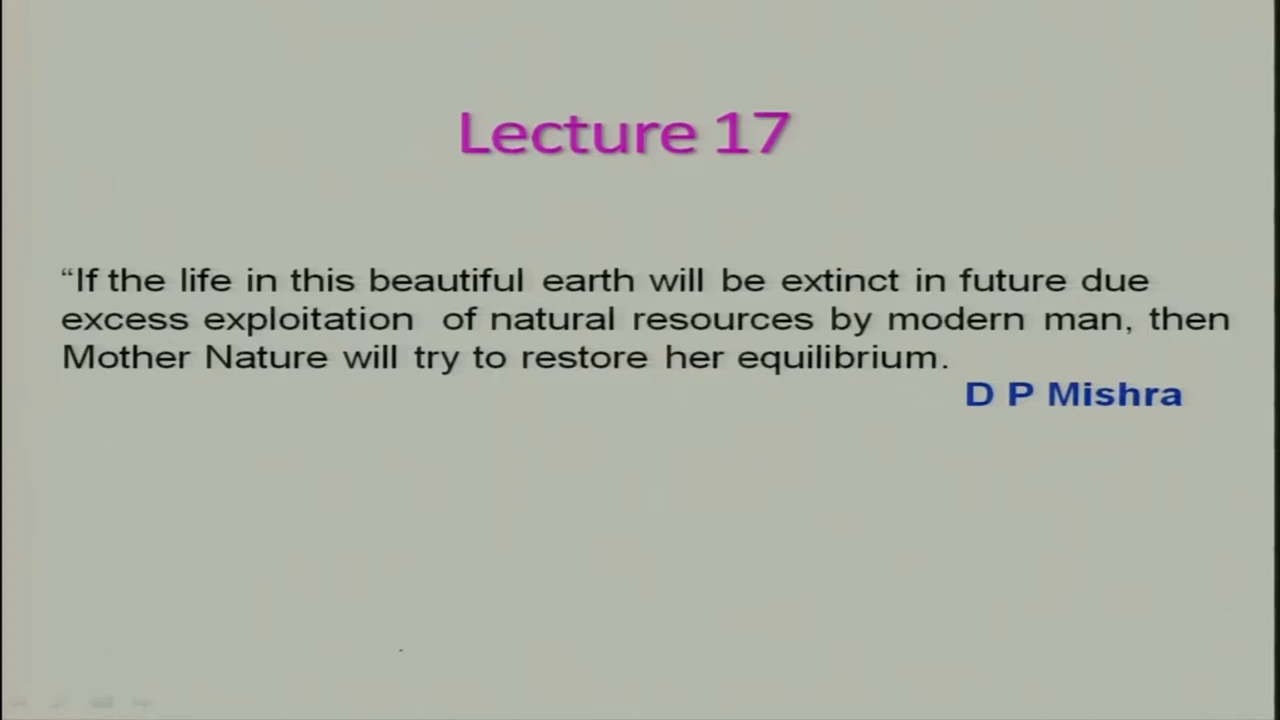 Lecture 17
“If the life in this beautiful earth will be extinct in future due
excess exploitation of natural resources by modern man, then
Mother Nature will try to restore her equilibrium.
D P Mishra